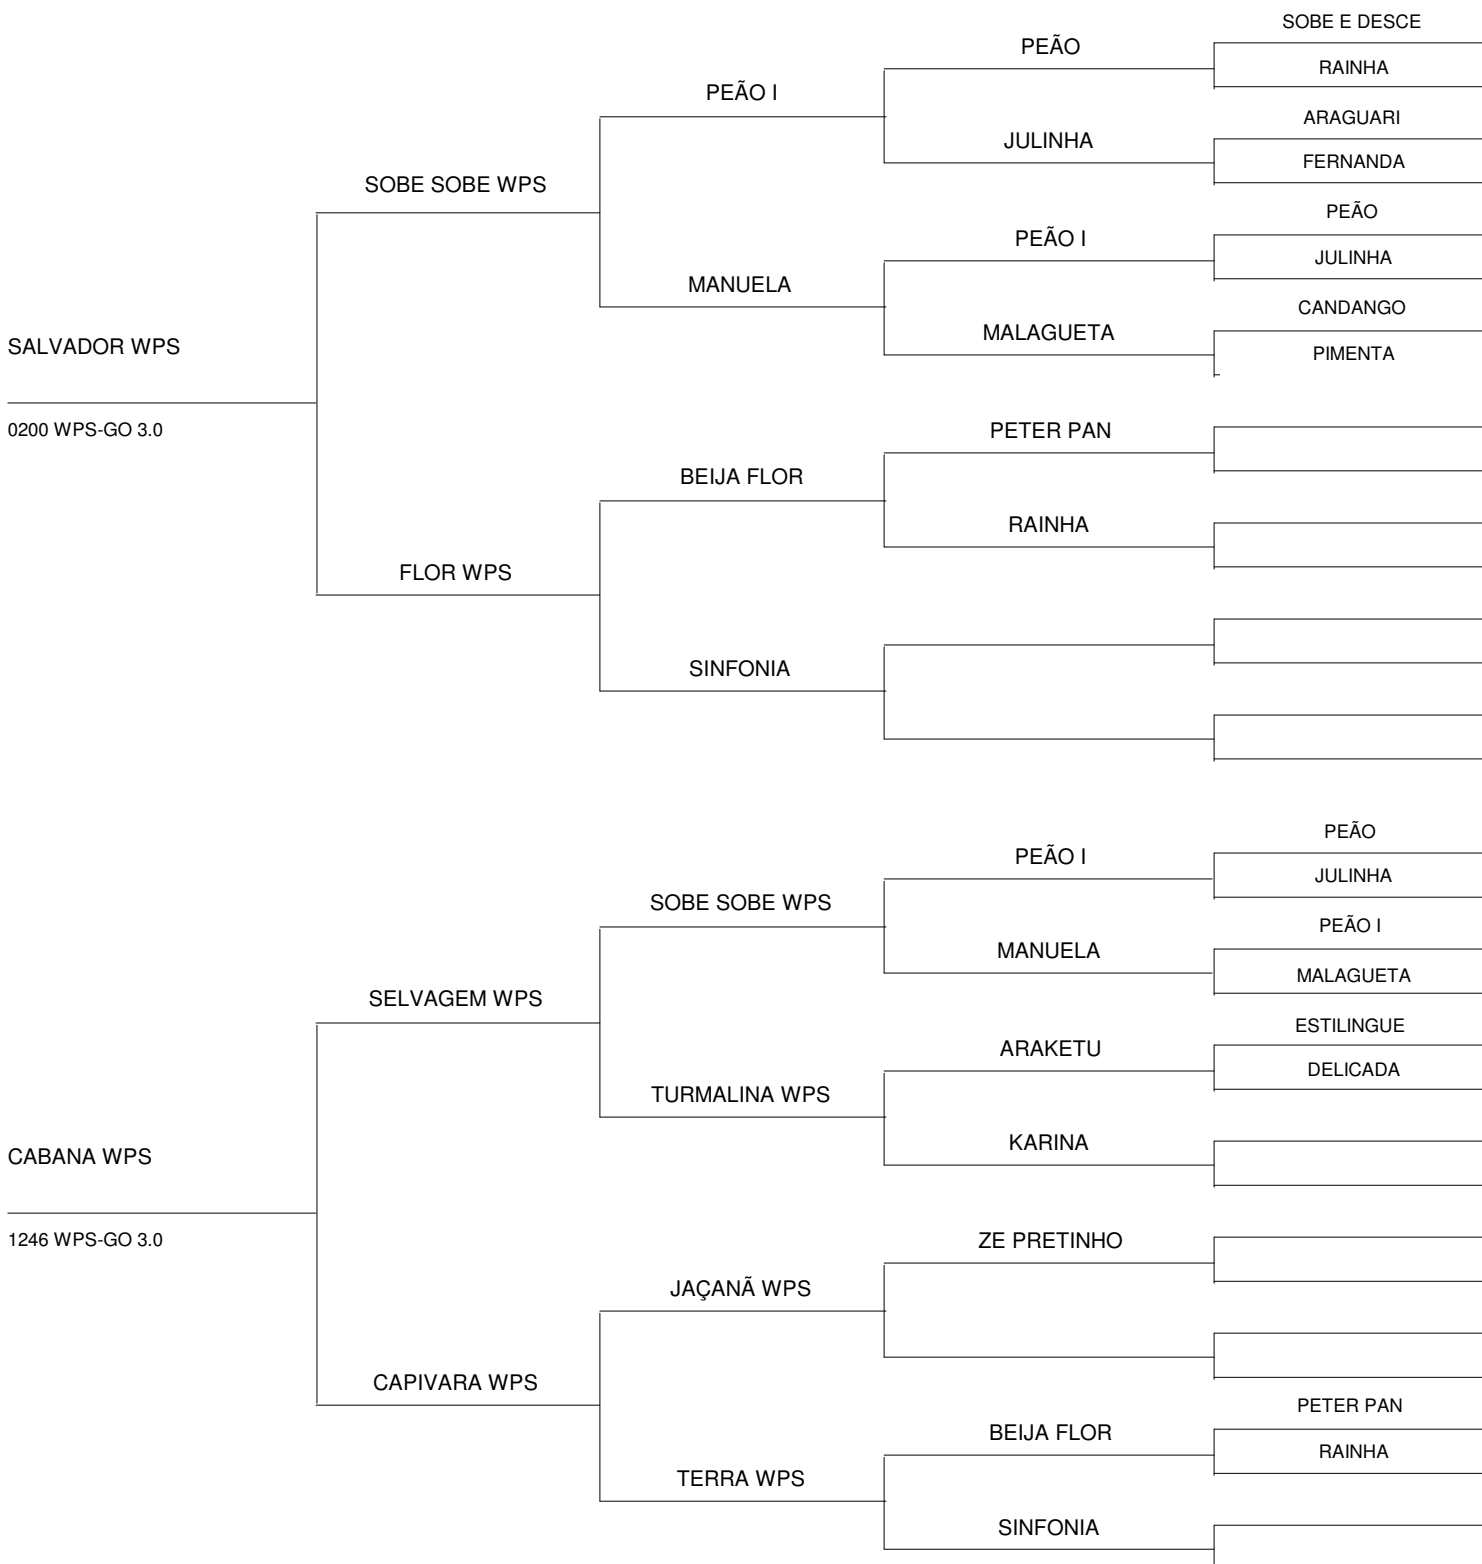 SOBE E DESCE
PEÃO
RAINHA
PEÃO I
ARAGUARI
JULINHA
FERNANDA
SOBE SOBE WPS
PEÃO
PEÃO I
JULINHA
MANUELA
CANDANGO
MALAGUETA
SALVADOR WPS
PIMENTA
0200 WPS-GO 3.0
PETER PAN
BEIJA FLOR
RAINHA
FLOR WPS
SINFONIA
PEÃO
PEÃO I
JULINHA
SOBE SOBE WPS
PEÃO I
MANUELA
MALAGUETA
SELVAGEM WPS
ESTILINGUE
ARAKETU
DELICADA
TURMALINA WPS
KARINA
CABANA WPS
1246 WPS-GO 3.0
ZE PRETINHO
JAÇANÃ WPS
CAPIVARA WPS
PETER PAN
BEIJA FLOR
RAINHA
TERRA WPS
SINFONIA